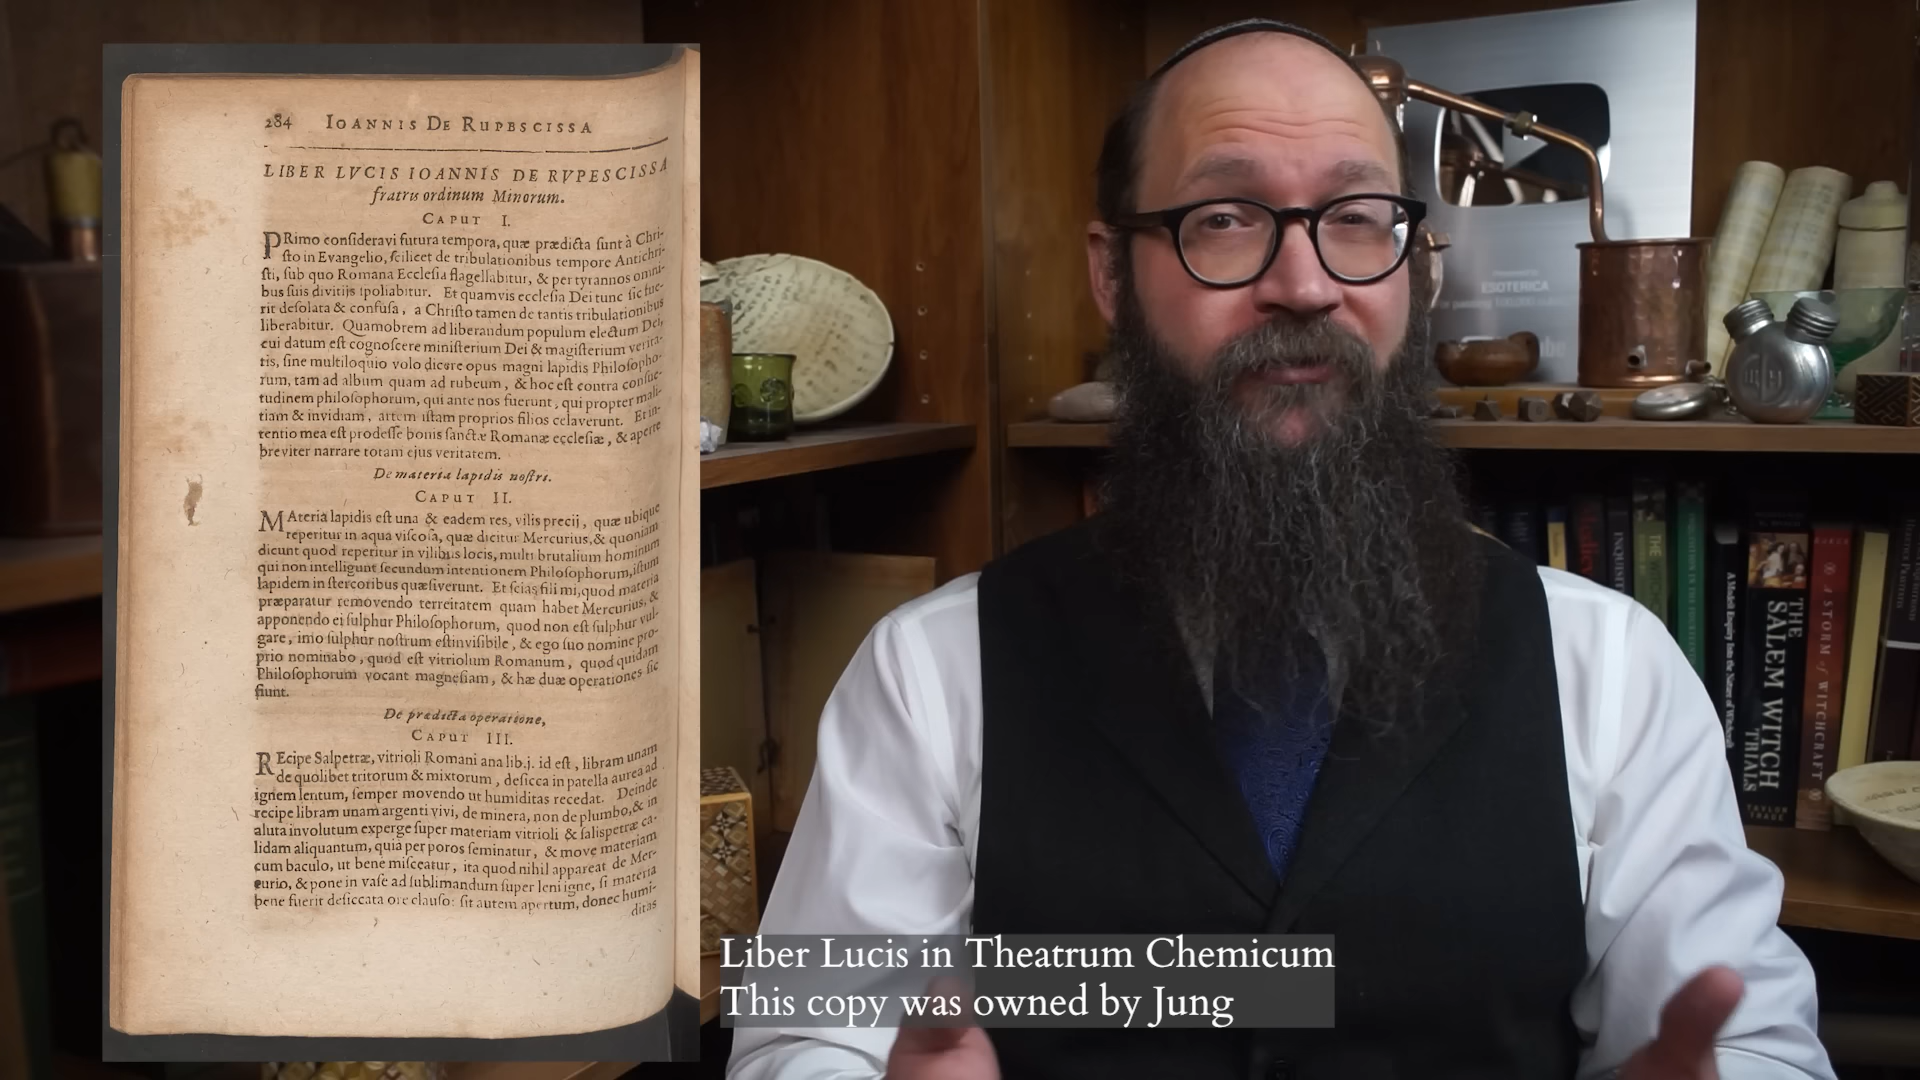 284 IOANNIS DE RUPESCISSA
LIBER LVCIS IOANNIS DE RVPESCISSA
fratris ordinum Minorum.
CAPUT I.
PRimo consideravi futura tempora, quæ prædicta sunt à Chri-
sto in Evangelio, scilicet de tribulationibus tempore Antichri-
sti, sub quo Romana Ecclesia flagellabitur, & per tyrannos omni-
bus suis divitijs spoliabitur. Et quamvis ecclesia Dei tunc sic fue-
rit desolata & confusa, a Christo tamen de tantis tribulationibus
liberabitur. Quamobrem ad liberandum populum electum Dei,
cui datum est cognoscere ministerium Dei & magisterium verita-
tis, sine multiloquio volo dicere opus magni lapidis Philosopho-
rum, tam ad album quam ad rubeum, & hoc est contra consue-
tudinem philosophorum, qui ante nos fuerunt, qui propter mali-
tiam & invidiam, artem istam proprios filios celaverunt. Et in-
tentio mea est prodesse bonis sanctæ Romanæ ecclesiæ, & aperte
breviter narrare totam ejus veritatem.
De materia lapidis nostri.
CAPUT II.
MAteria lapidis est una & eadem res, vilis precij, quæ ubique
reperitur in aqua viscosa, quæ dicitur Mercurius, & quoniam
dicunt quod reperitur in vilibus locis, multi brutalium hominum
qui non intelligunt secundum intentionem Philosophorum, istum
lapidem in stercoribus quæsiverunt. Et scias fili mi, quod materia
præparatur removendo terreitatem quam habet Mercurius, &
apponendo ei sulphur Philosophorum, quod non est sulphur vul-
gare, imo sulphur nostrum est invisibile, & ego suo nomine pro-
prio nominabo, quod est vitriolum Romanum, quod quidam
Philosophorum vocant magnesiam, & hæ duæ operationes sic
fiunt.
De prædicta operatione,
CAPUT III.
REcipe Salpetræ, vitrioli Romani ana lib. j. id est, libram unam
de quolibet tritorum & mixtorum, desicca in patella aurea ad
ignem lentum, semper movendo ut humiditas recedat. Deinde
recipe libram unam argenti vivi, de minera, non de plumbo, & in
aluta involutum experge super materiam vitrioli & salispetræ ca-
lidam aliquantum, quia per poros seminatur, & move materiam
cum baculo, ut bene misceatur, ita quod nihil appareat de Mer-
curio, & pone in vase ad sublimandum super leni igne, si materia
bene fuerit desiccata ore clauso: sit autem apertum, donec humi-
ditas
Presented to
ESOTERICA
THE
SALEM WITCH
TRIALS
TAYLOR
TRADE
A STORM of WITCHCRAFT
BAKER
Liber Lucis in Theatrum Chemicum
This copy was owned by Jung